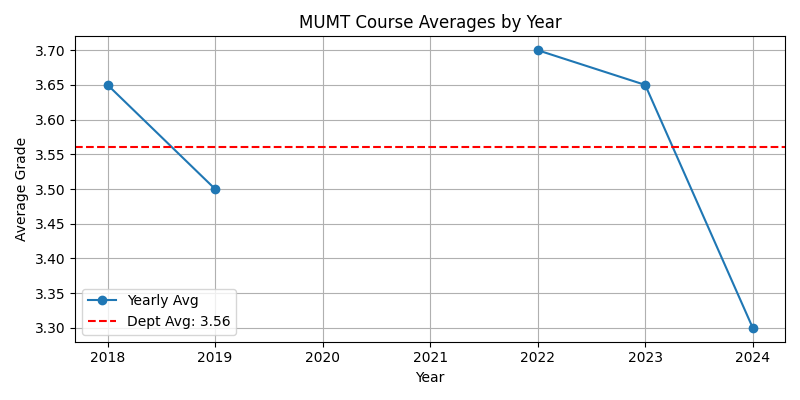 MUMT Course Averages by Year
Average Grade
3.70
3.65
3.60
3.55
3.50
3.45
3.40
3.35
3.30
Yearly Avg
Dept Avg: 3.56
2018 2019 2020 2021 2022 2023 2024
Year